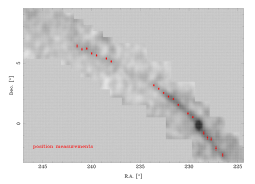 5
Dec. [°]
0
position measurements
245
240
235
230
225
R.A. [°]